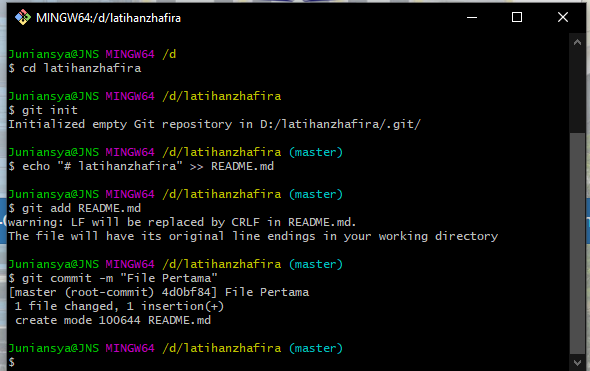 MINGW64:/d/latihanzhafira
Juniansya@JNS MINGW64 /d
$ cd latihanzhafira
Juniansya@JNS MINGW64 /d/latihanzhafira
$ git init
Initialized empty Git repository in D:/latihanzhafira/.git/
Juniansya@JNS MINGW64 /d/latihanzhafira (master)
$ echo "# latihanzhafira" >> README.md
Juniansya@JNS MINGW64 /d/latihanzhafira (master)
$ git add README.md
warning: LF will be replaced by CRLF in README.md.
The file will have its original line endings in your working directory
Juniansya@JNS MINGW64 /d/latihanzhafira (master)
$ git commit -m "File Pertama"
[master (root-commit) 4d0bf84] File Pertama
1 file changed, 1 insertion(+)
create mode 100644 README.md
Juniansya@JNS MINGW64 /d/latihanzhafira (master)
$